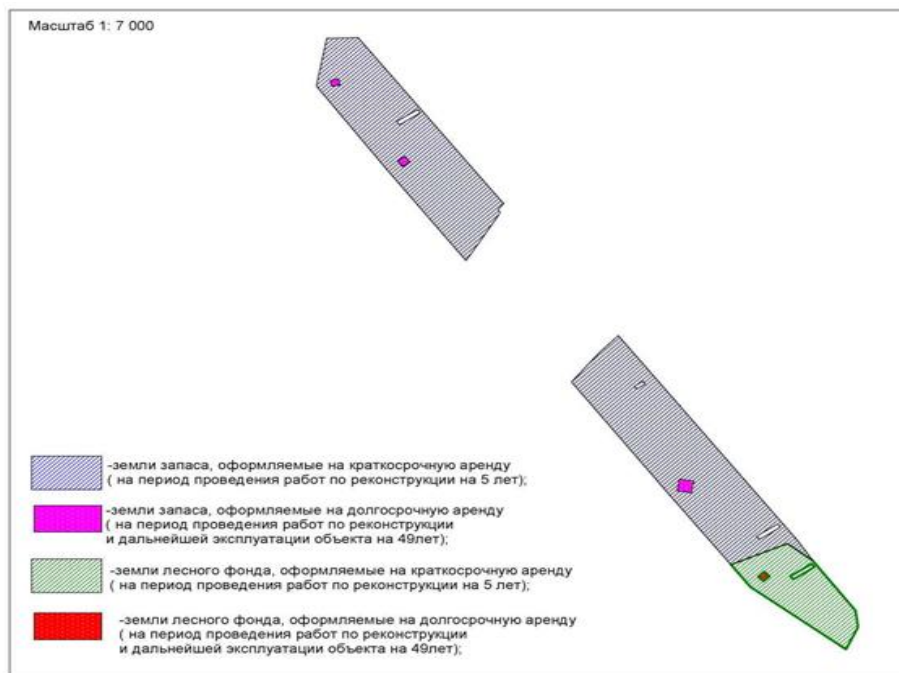 Масштаб 1: 7 000
-земли запаса, оформляемые на краткосрочную аренду
( на период проведения работ по реконструкции на 5 лет);
-земли запаса, оформляемые на долгосрочную аренду
( на период проведения работ по реконструкции
и дальнейшей эксплуатации объекта на 49лет);
-земли лесного фонда, оформляемые на краткосрочную аренду
( на период проведения работ по реконструкции на 5 лет);
-земли лесного фонда, оформляемые на долгосрочную аренду
( на период проведения работ по реконструкции
и дальнейшей эксплуатации объекта на 49лет);